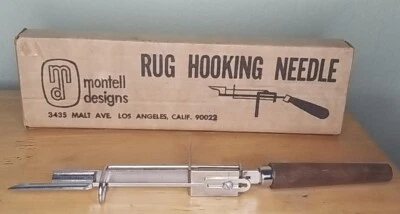 RUG HOOKING NEEDLE
md
montell
designs
3435 MALT AVE. LOS ANGELES, CALIF. 90022